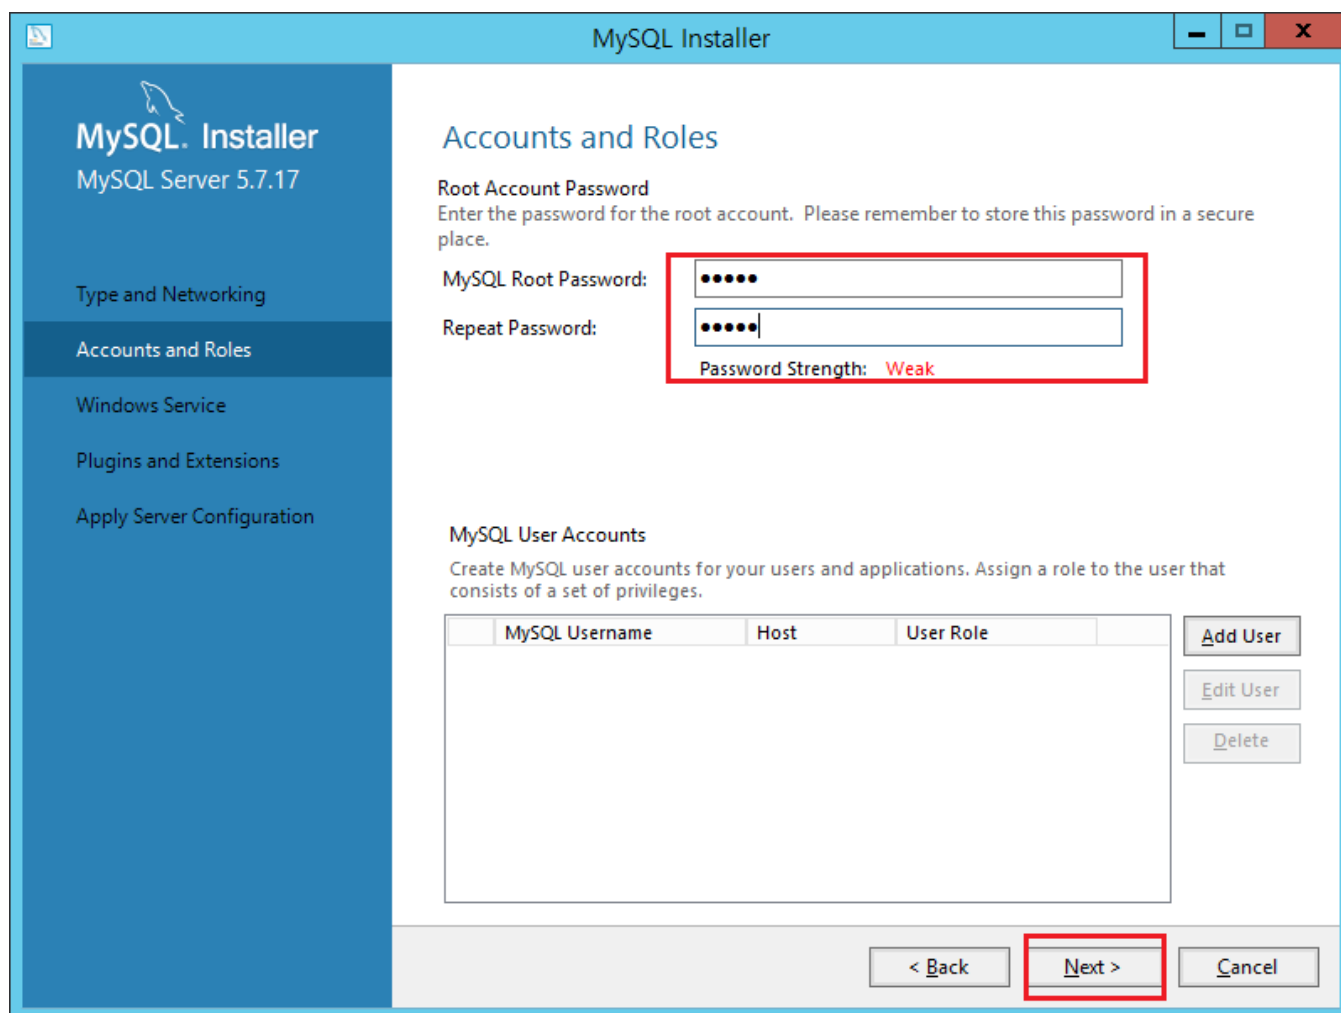 MySQL Installer
MySQL. Installer
MySQL Server 5.7.17
Type and Networking
Accounts and Roles
Windows Service
Plugins and Extensions
Apply Server Configuration
Accounts and Roles
Root Account Password
Enter the password for the root account. Please remember to store this password in a secure
place.
MySQL Root Password: •••••
Repeat Password: •••••
Password Strength: Weak
MySQL User Accounts
Create MySQL user accounts for your users and applications. Assign a role to the user that
consists of a set of privileges.
MySQL Username Host User Role
Add User
Edit User
Delete
< Back Next > Cancel